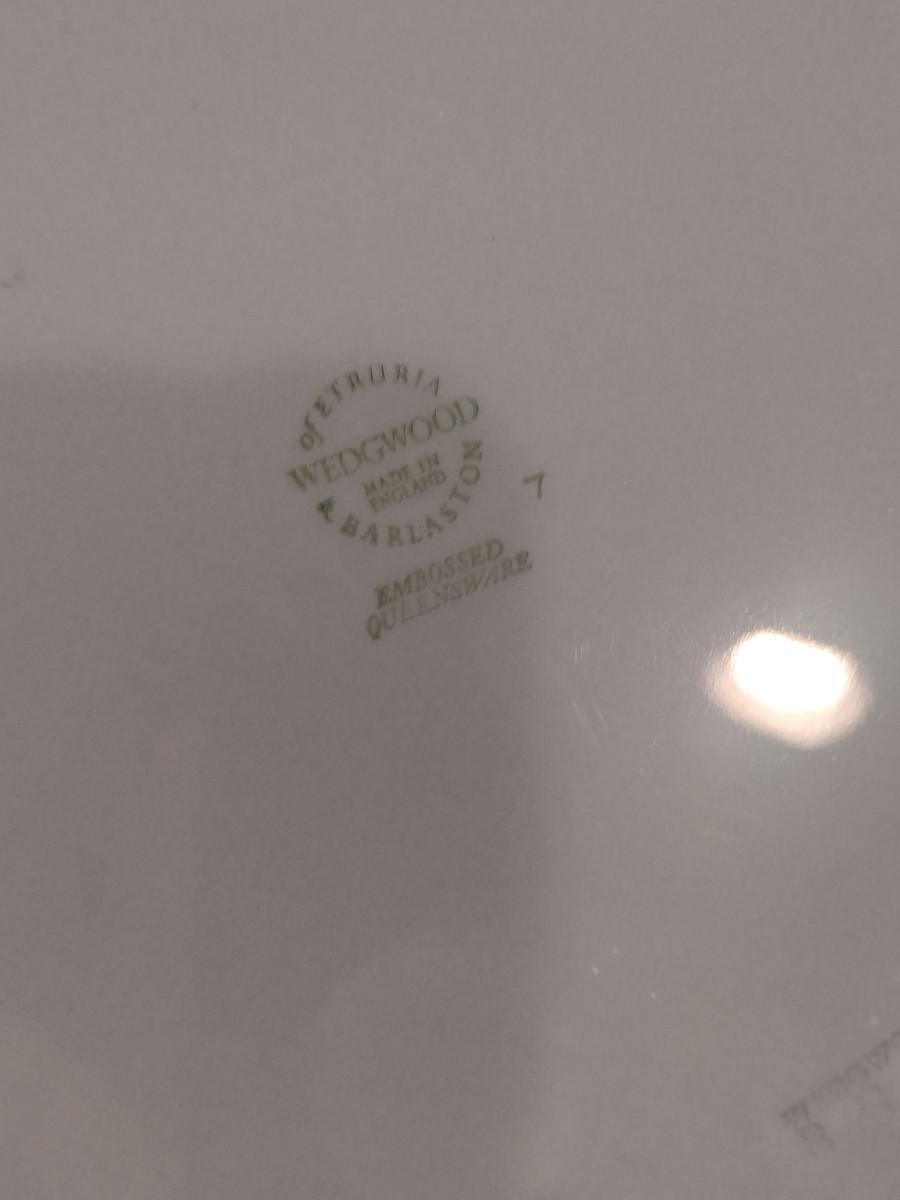 of ETRURIA
WEDGWOOD
MADE IN
ENGLAND
& BARLASTON
7
EMBOSSED
QUEENSWARE